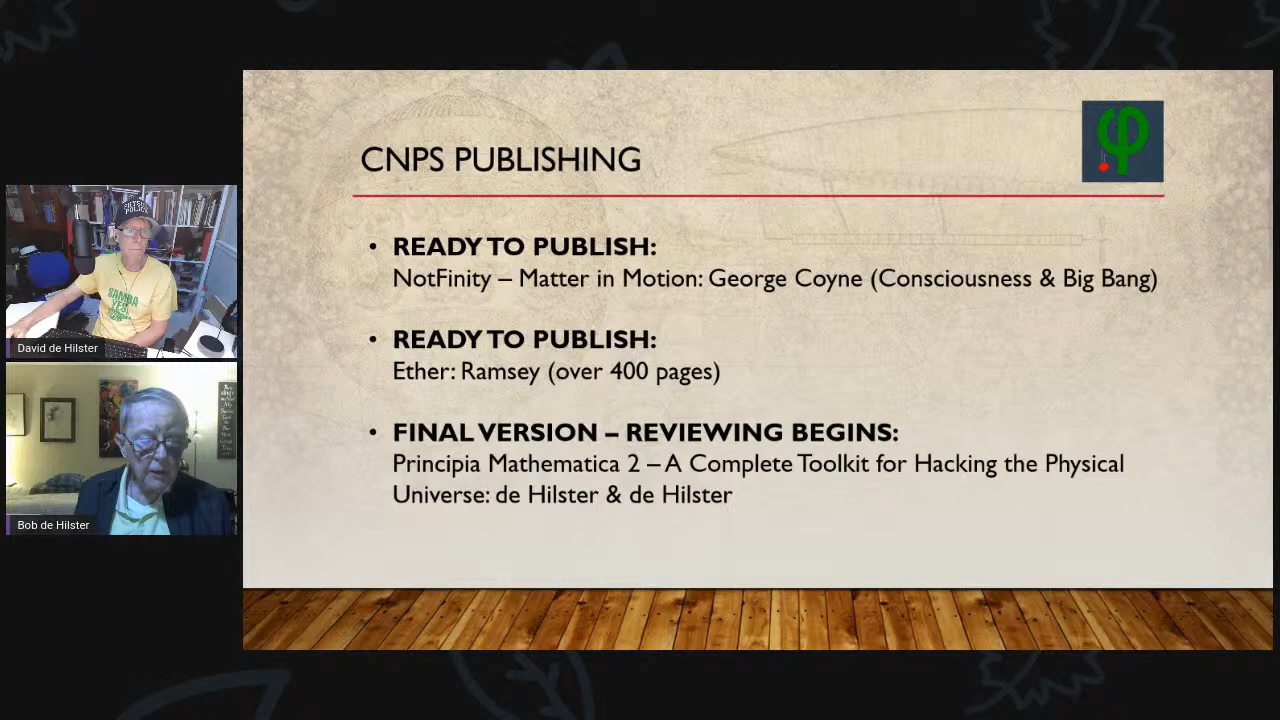 CNPS PUBLISHING
• READY TO PUBLISH:
NotFinity – Matter in Motion: George Coyne (Consciousness & Big Bang)
• READY TO PUBLISH:
Ether: Ramsey (over 400 pages)
• FINAL VERSION – REVIEWING BEGINS:
Principia Mathematica 2 – A Complete Toolkit for Hacking the Physical
Universe: de Hilster & de Hilster
SAMBA
YES,
David de Hilster
Bob de Hilster